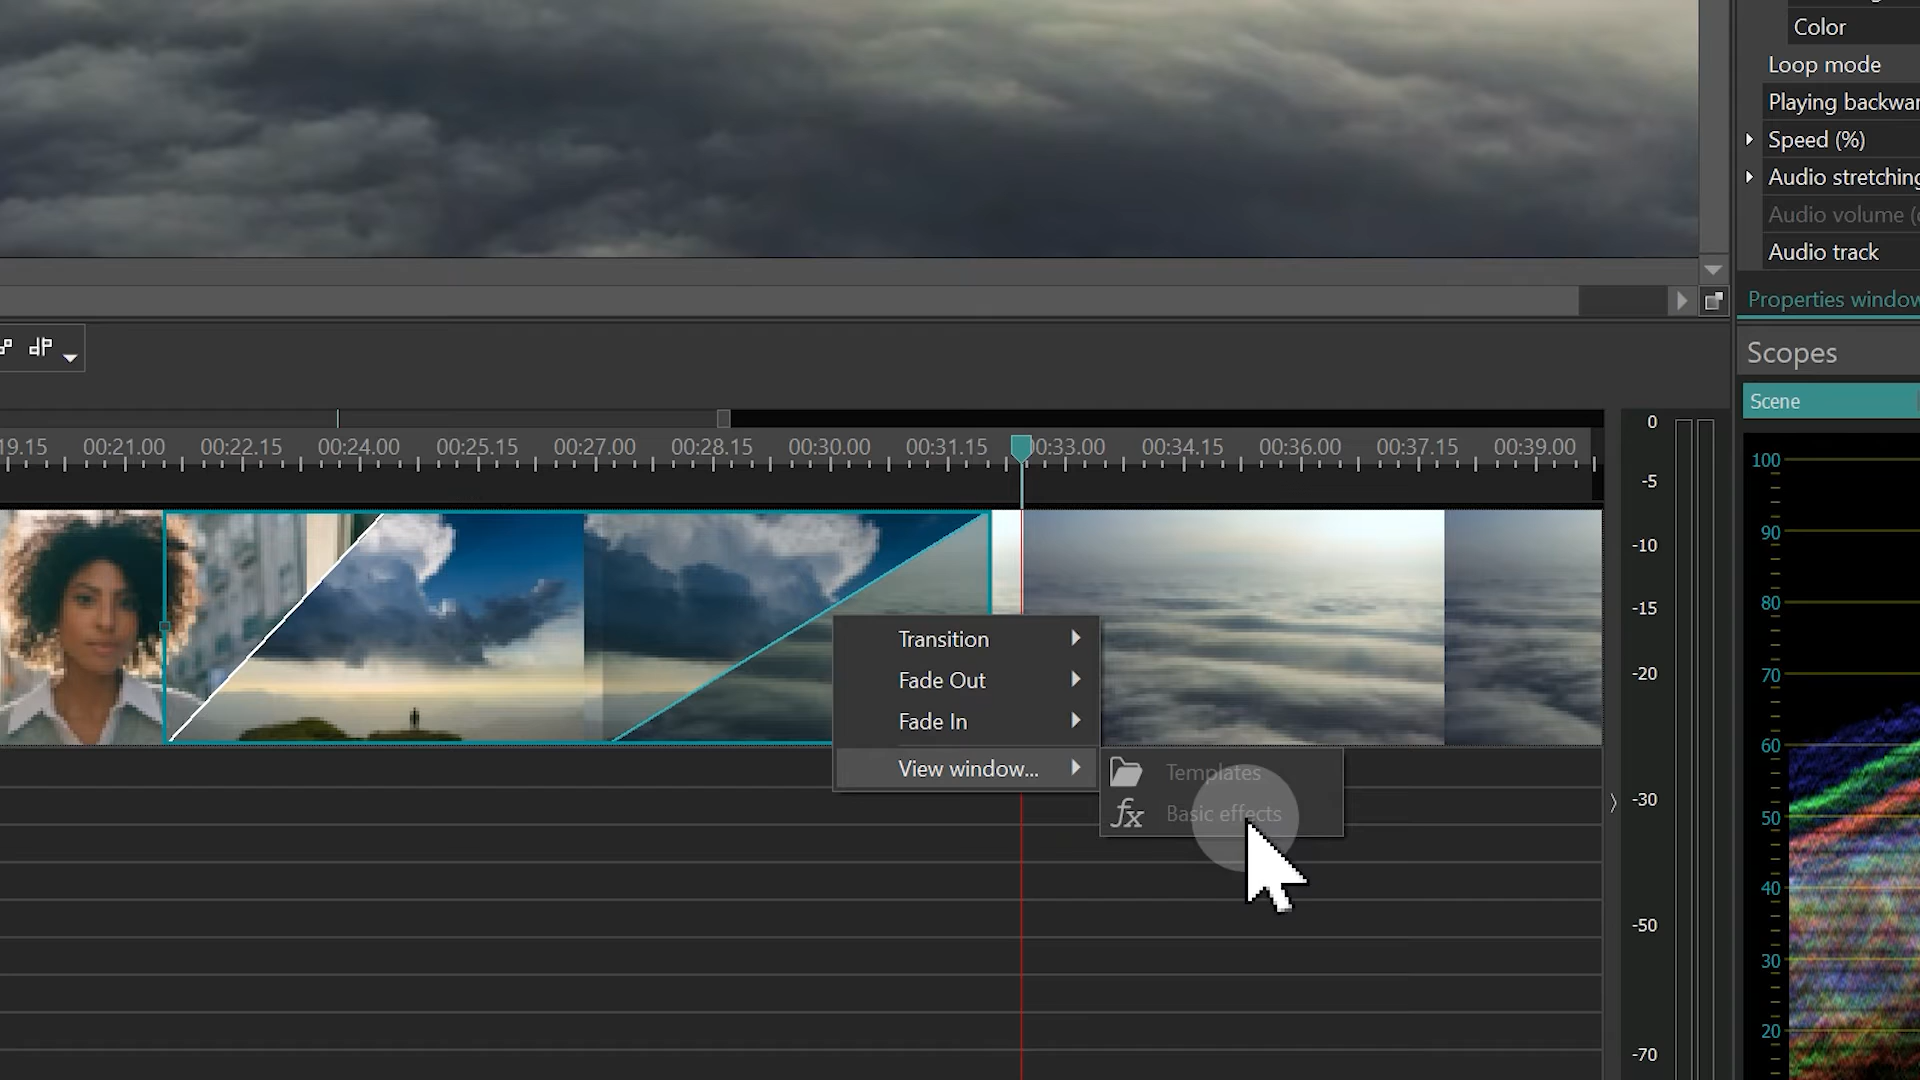 Color
Loop mode
Playing backwar
Speed (%)
Audio stretching
Audio volume (
Audio track
Properties window
Scopes
Scene
19.15 00:21.00 00:22.15 00:24.00 00:25.15 00:27.00 00:28.15 00:30.00 00:31.15 00:33.00 00:34.15 00:36.00 00:37.15 00:39.00
0
-5
-10
-15
-20
-30
-50
-70
100
90
80
70
60
50
40
30
20
Transition
Fade Out
Fade In
View window...
Templates
fx Basic effects